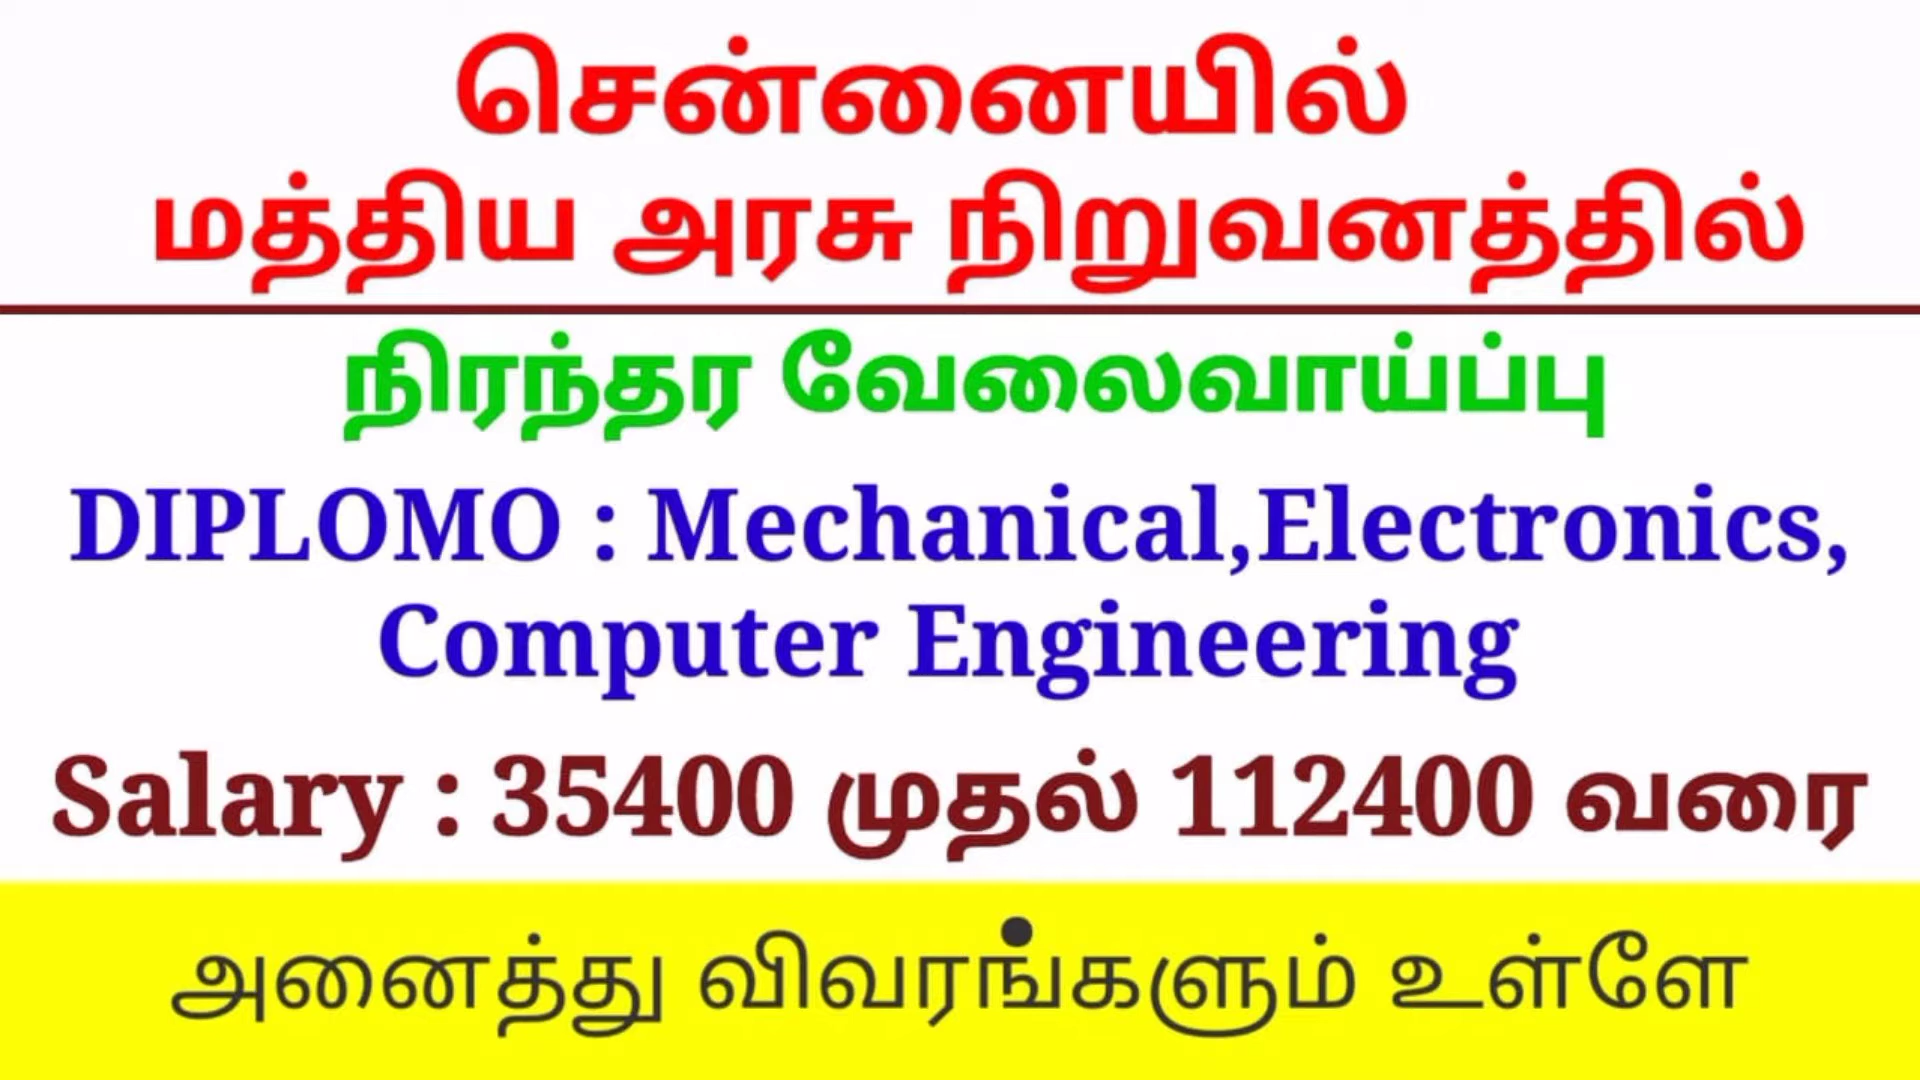 சென்னையில்
மத்திய அரசு நிறுவனத்தில்
நிரந்தர வேலைவாய்ப்பு
DIPLOMO : Mechanical,Electronics,
Computer Engineering
Salary : 35400 முதல் 112400 வரை
அனைத்து விவரங்களும் உள்ளே